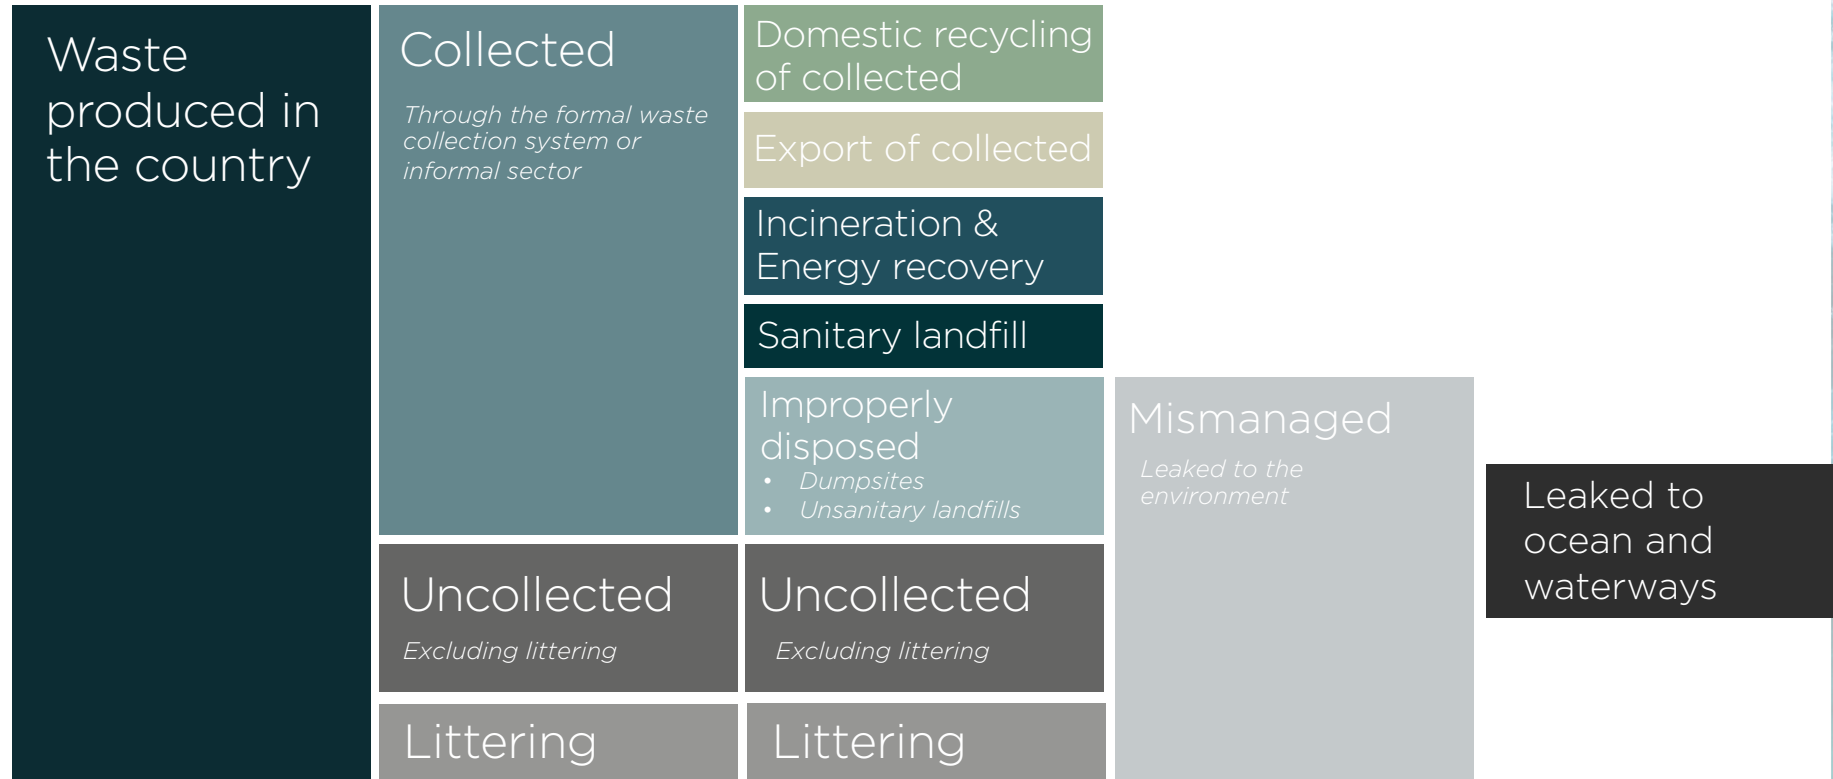 Waste
produced in
the country
Collected
Through the formal waste
collection system or
informal sector
Uncollected
Excluding littering
Littering
Domestic recycling
of collected
Export of collected
Incineration &
Energy recovery
Sanitary landfill
Improperly
disposed
• Dumpsites
• Unsanitary landfills
Uncollected
Excluding littering
Littering
Mismanaged
Leaked to the
environment
Leaked to
ocean and
waterways